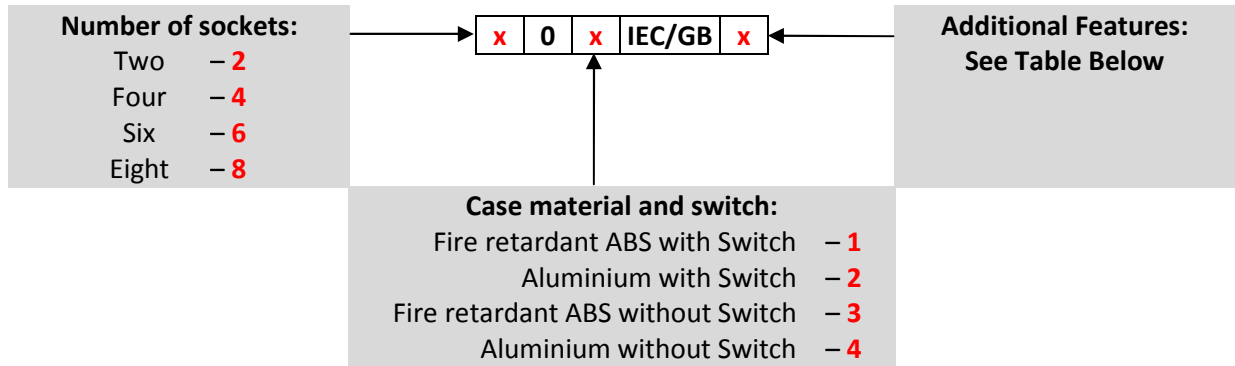 Number of sockets:
Two – 2
Four – 4
Six – 6
Eight – 8
x 0 x IEC/GB x
Additional Features:
See Table Below
Case material and switch:
Fire retardant ABS with Switch – 1
Aluminium with Switch – 2
Fire retardant ABS without Switch – 3
Aluminium without Switch – 4